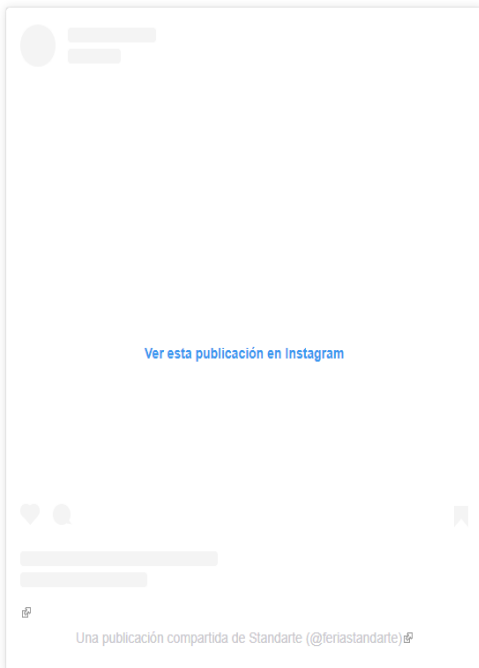 Ver esta publicación en Instagram
Una publicación compartida de Standarte (@feriastandarte)